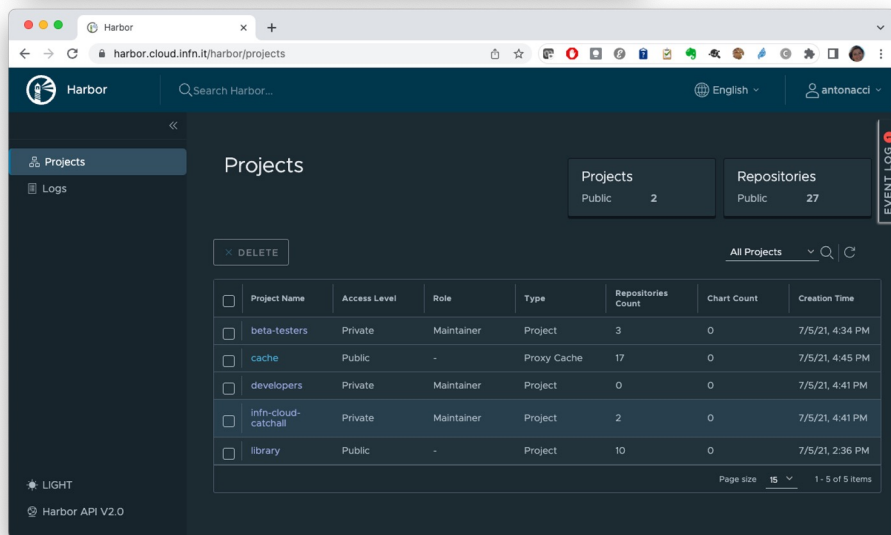 Harbor
harbor.cloud.infn.it/harbor/projects
Harbor
Search Harbor...
English
antonacci
Projects
Logs
Projects
Projects
Public 2
Repositories
Public 27
EVENT LOG 1
DELETE
All Projects
Project Name Access Level Role Type Repositories Count Chart Count Creation Time
beta-testers Private Maintainer Project 3 0 7/5/21, 4:34 PM
cache Public - Proxy Cache 17 0 7/5/21, 4:45 PM
developers Private Maintainer Project 0 0 7/5/21, 4:41 PM
infn-cloud-catchall Private Maintainer Project 2 0 7/5/21, 4:41 PM
library Public - Project 10 0 7/5/21, 2:36 PM
Page size 15 1 - 5 of 5 items
LIGHT
Harbor API V2.0